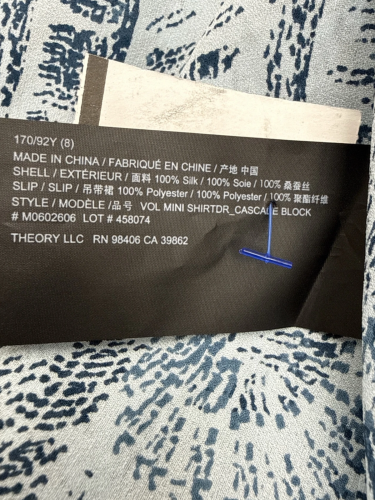 170/92Y (8)
MADE IN CHINA / FABRIQUÉ EN CHINE / 产地 中国
SHELL / EXTÉRIEUR / 面料 100% Silk / 100% Soie / 100% 桑蚕丝
SLIP / SLIP / 吊带裙 100% Polyester / 100% Polyester / 100% 聚酯纤维
STYLE / MODÈLE /品号 VOL MINI SHIRTDR_CASCADE BLOCK
# M0602606 LOT # 458074
THEORY LLC RN 98406 CA 39862